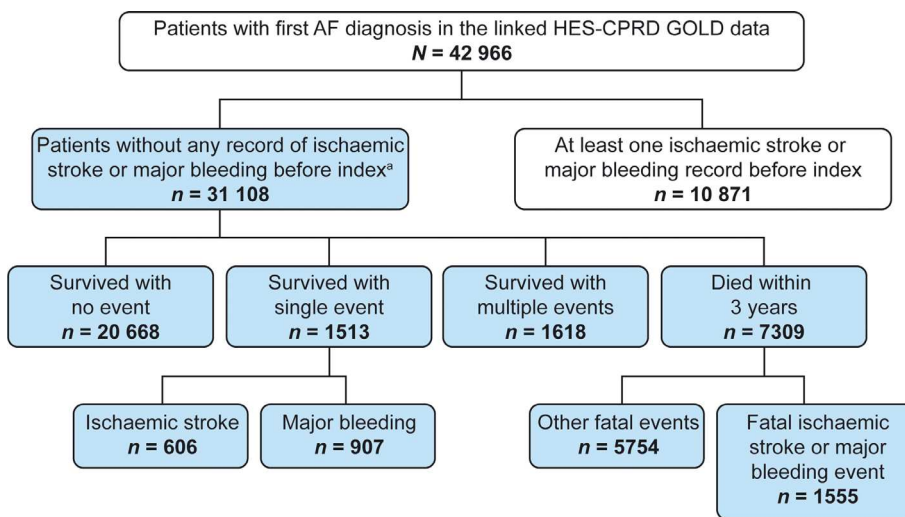 Patients with first AF diagnosis in the linked HES-CPRD GOLD data
N = 42 966
Patients without any record of ischaemic
stroke or major bleeding before indexᵃ
n = 31 108
At least one ischaemic stroke or
major bleeding record before index
n = 10 871
Survived with
no event
n = 20 668
Survived with
single event
n = 1513
Survived with
multiple events
n = 1618
Died within
3 years
n = 7309
Ischaemic stroke
n = 606
Major bleeding
n = 907
Other fatal events
n = 5754
Fatal ischaemic
stroke or major
bleeding event
n = 1555